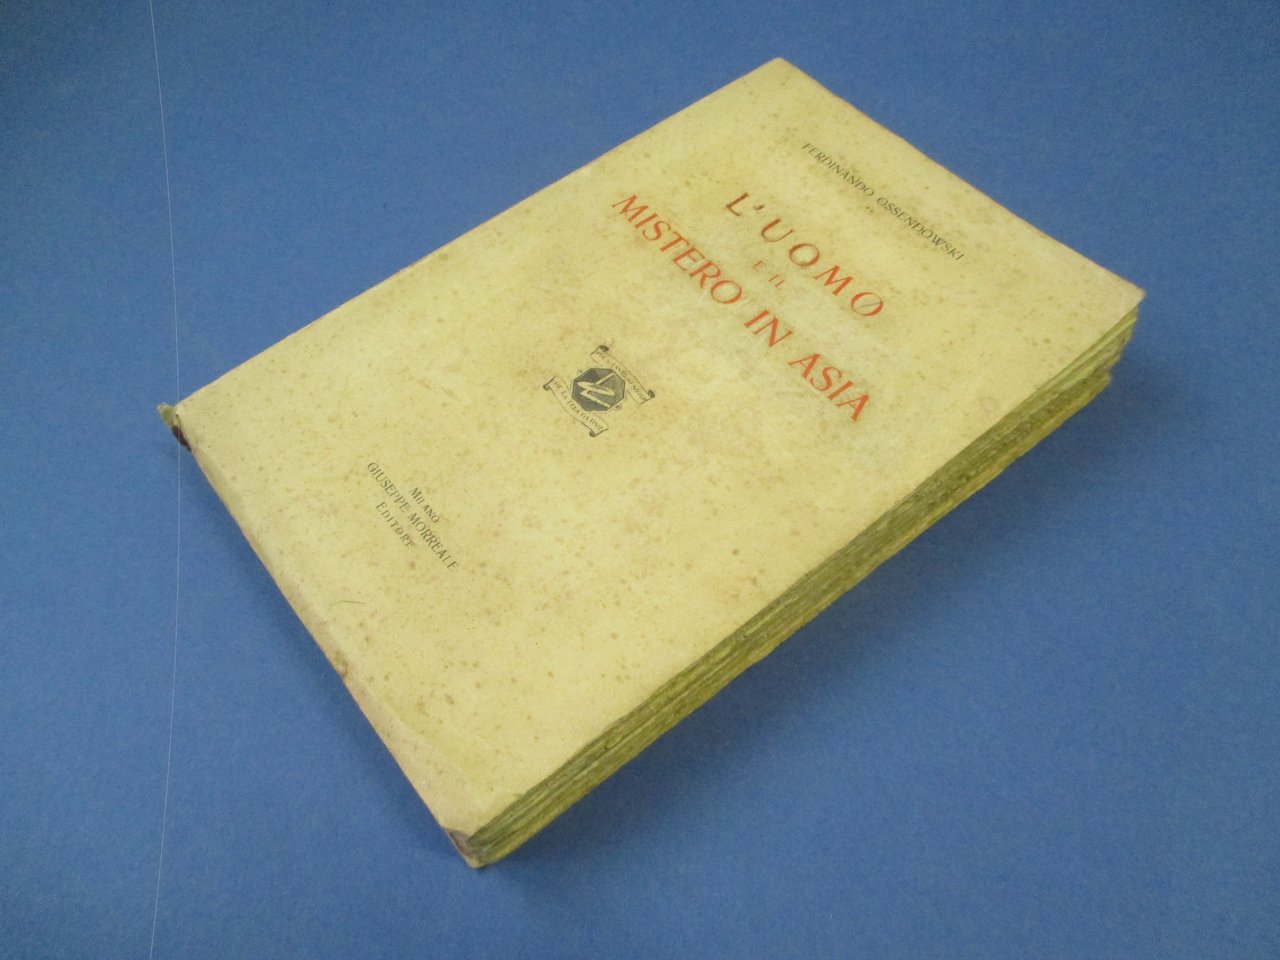 FERDINANDO OSSENDOWSKI
L'UOMO
E IL
MISTERO IN ASIA
MILANO
GIUSEPPE MORREALE
EDITORE